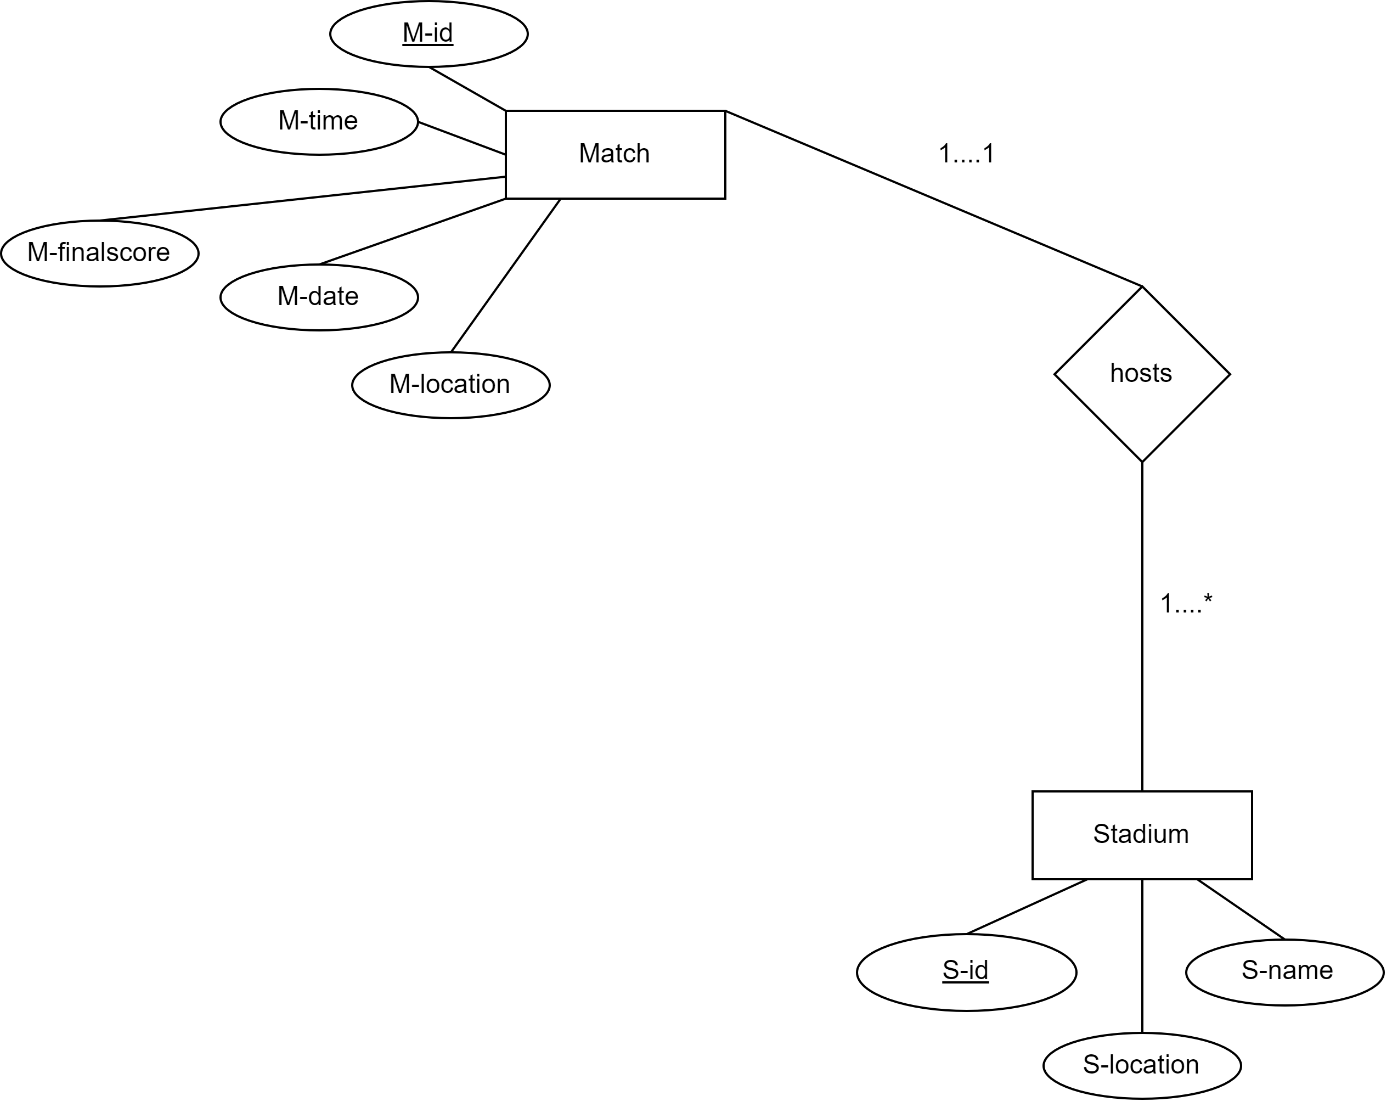 M-id
M-time
Match
1....1
M-finalscore
M-date
hosts
M-location
1....*
Stadium
S-id
S-name
S-location